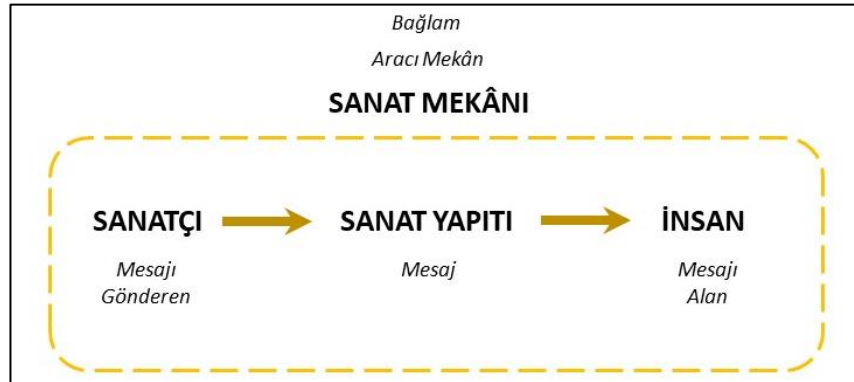 Bağlam
Aracı Mekân
SANAT MEKÂNI
SANATÇI SANAT YAPITI İNSAN
Mesajı Mesaj Mesajı
Gönderen Alan